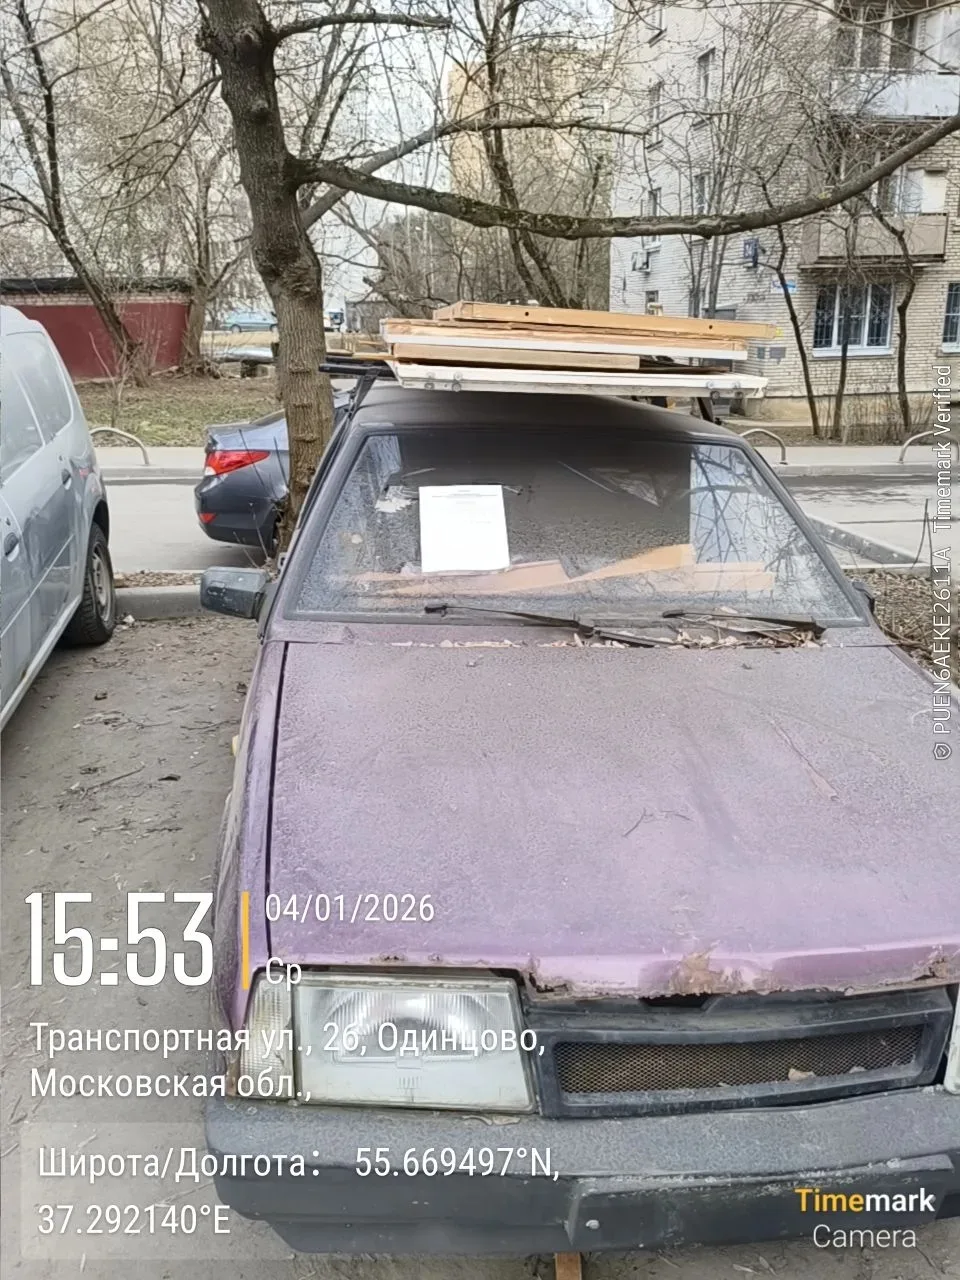 PUEN6AEKE2611A Timemark Verified
15:53
04/01/2026
Ср
Транспортная ул., 26, Одинцово,
Московская обл.,
Широта/Долгота: 55.669497°N,
37.292140°E
Timemark
Camera